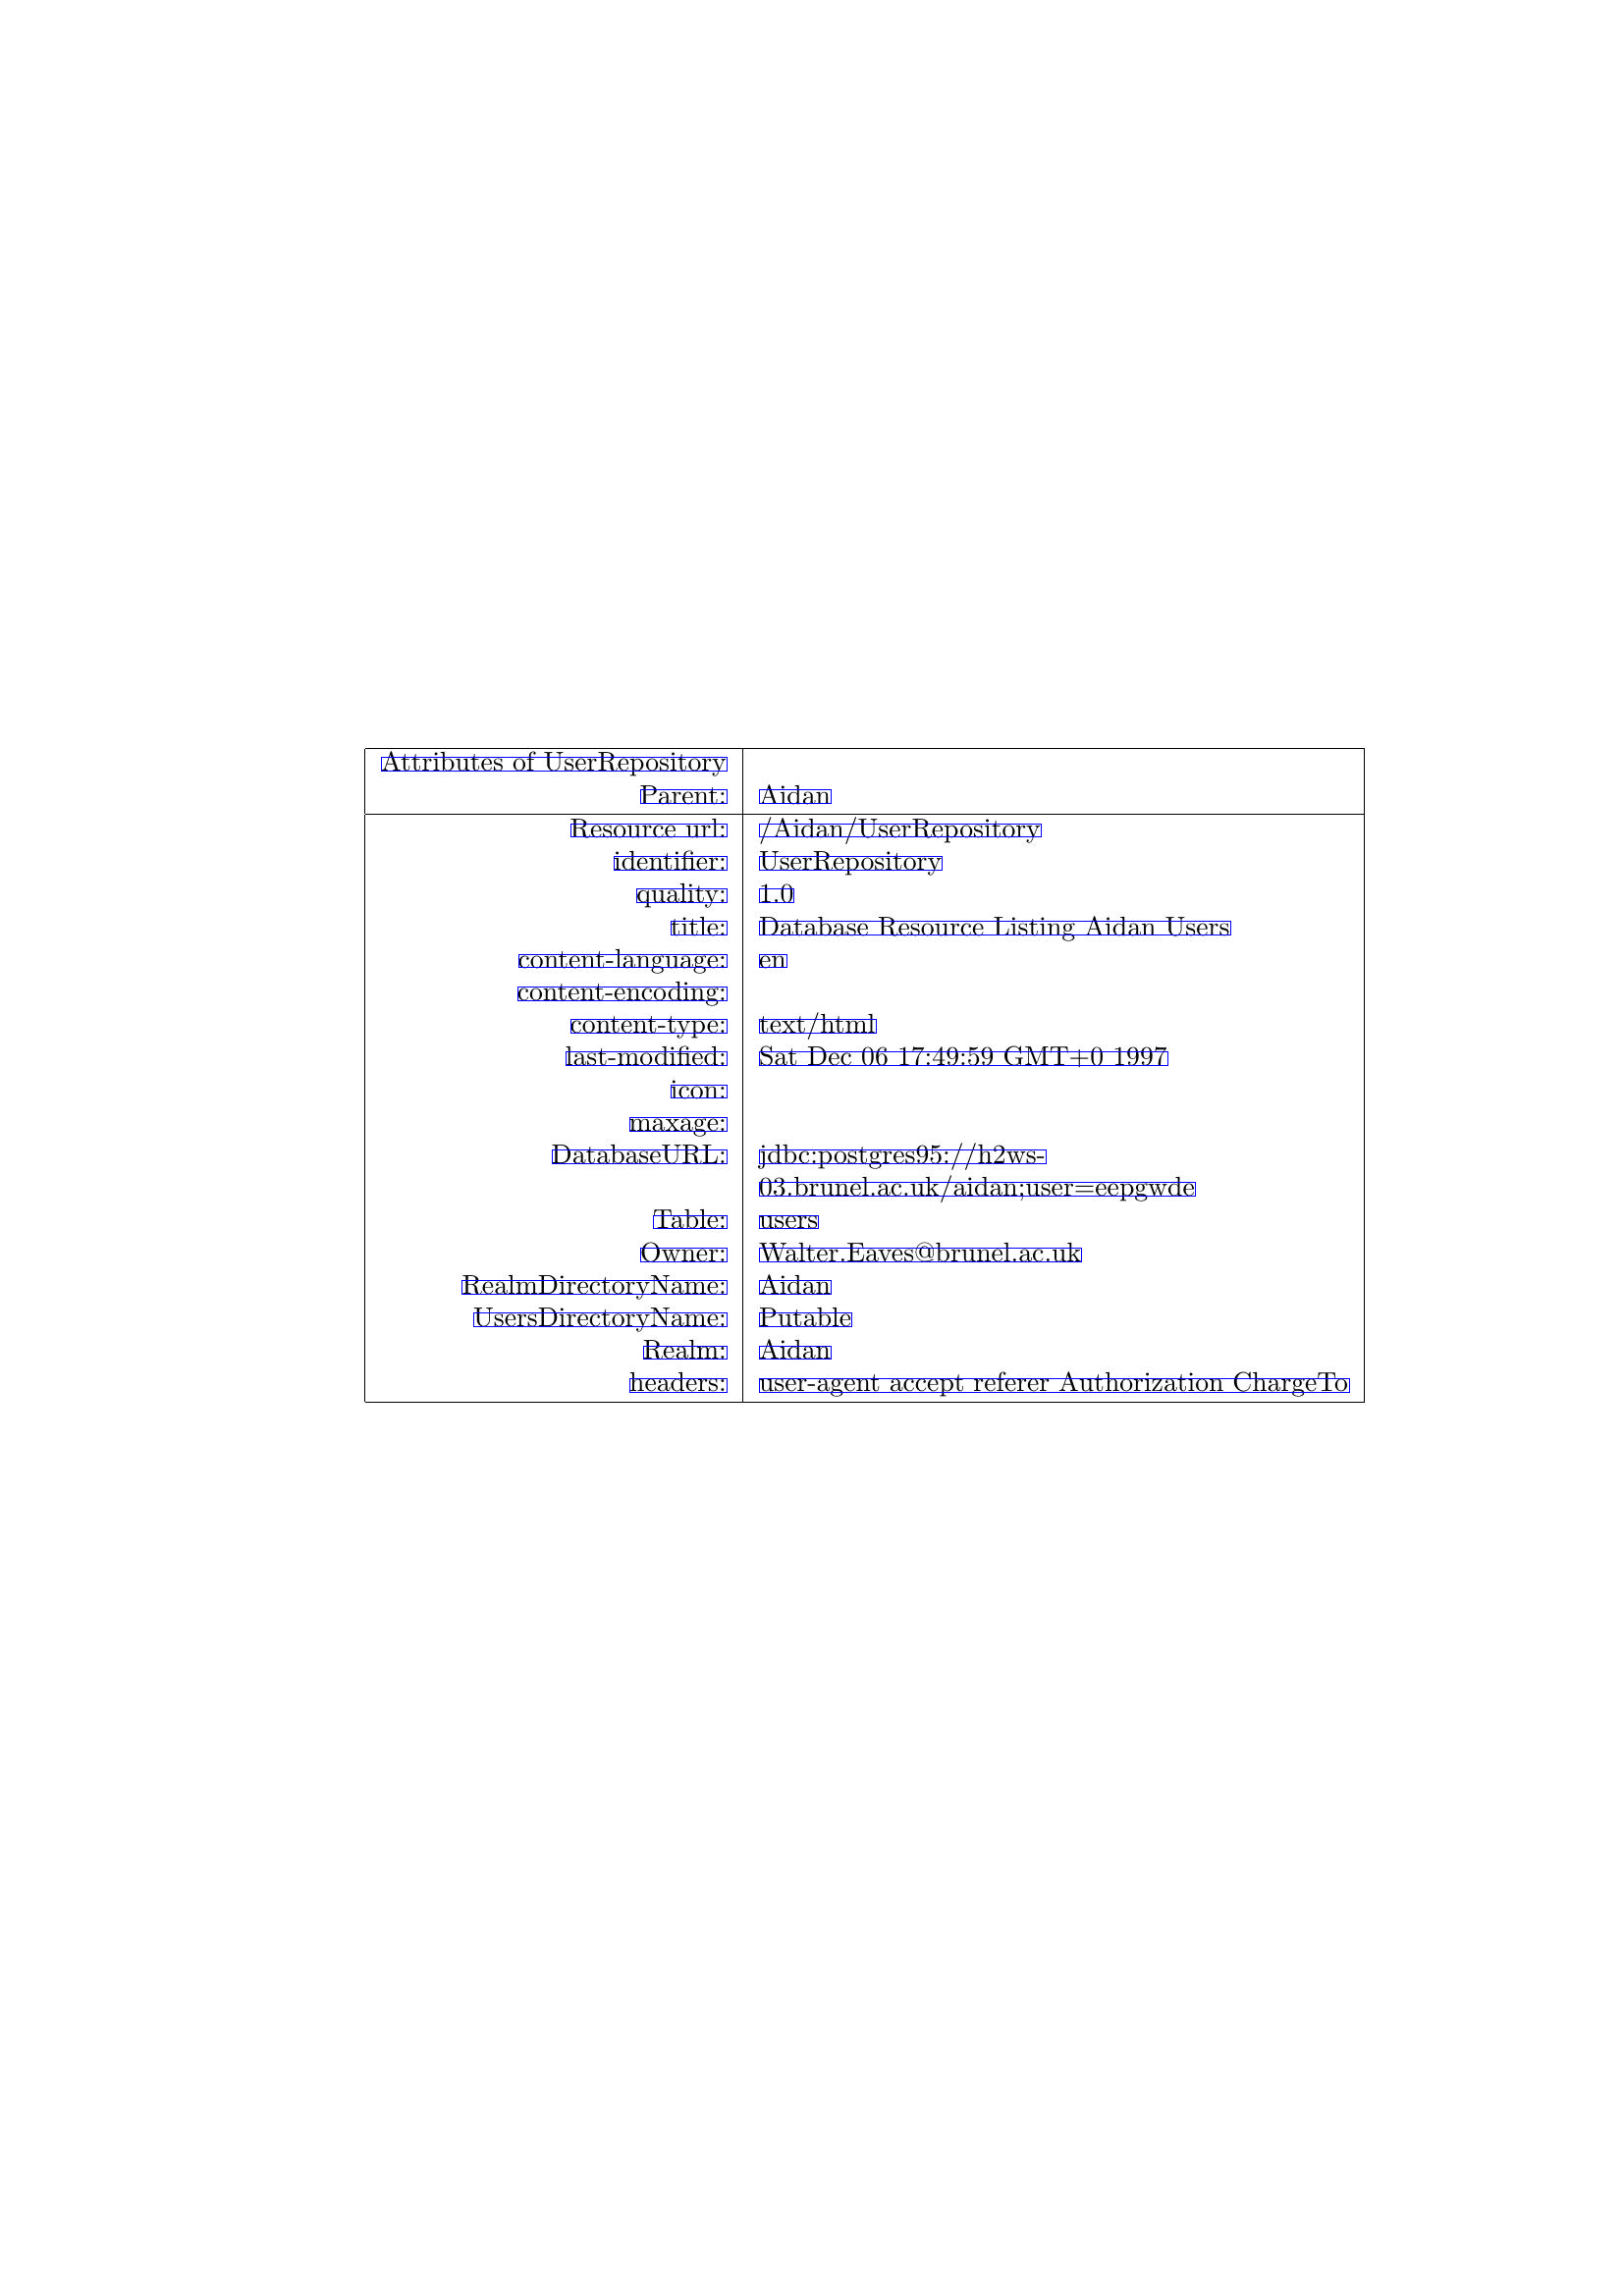 Attributes of UserRepository
Parent: Aidan
Resource url: /Aidan/UserRepository
identifier: UserRepository
quality: 1.0
title: Database Resource Listing Aidan Users
content-language: en
content-encoding:
content-type: text/html
last-modified: Sat Dec 06 17:49:59 GMT+0 1997
icon:
maxage:
DatabaseURL: jdbc:postgres95://h2ws-
03.brunel.ac.uk/aidan;user=eepgwde
Table: users
Owner: Walter.Eaves@brunel.ac.uk
RealmDirectoryName: Aidan
UsersDirectoryName: Putable
Realm: Aidan
headers: user-agent accept referer Authorization ChargeTo